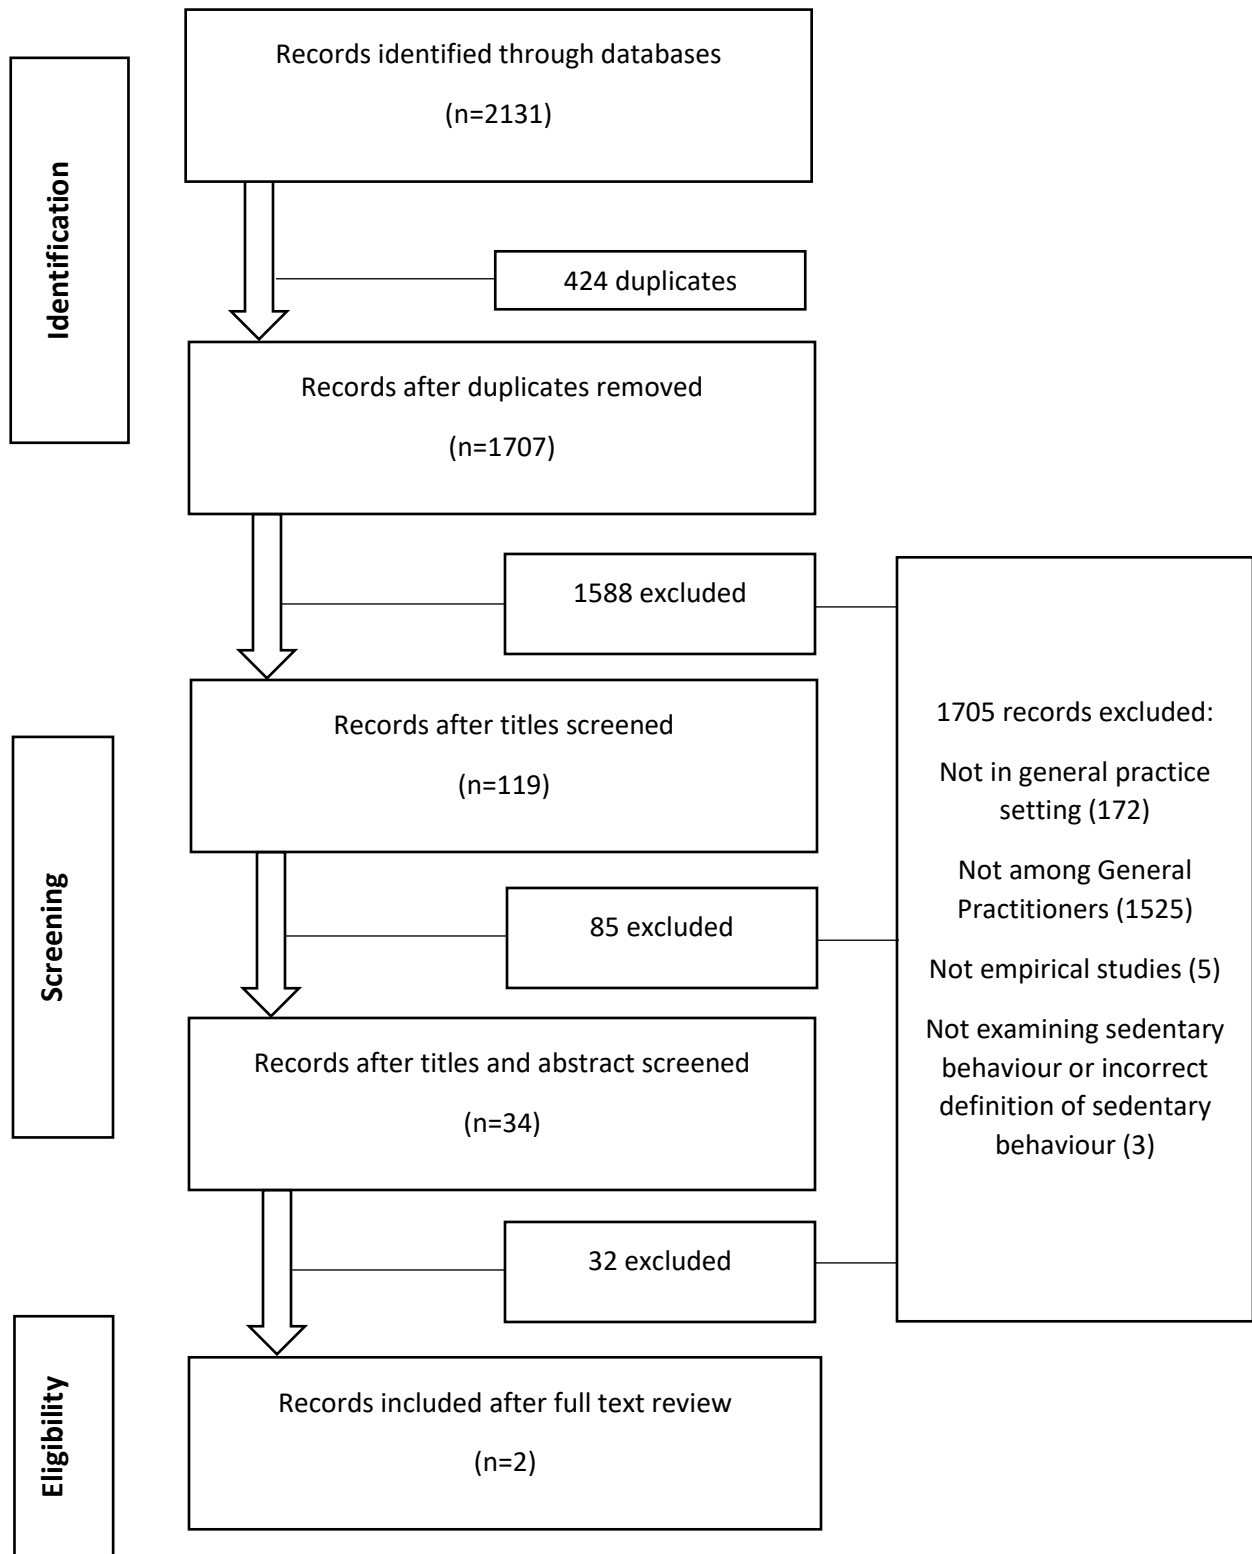 Records identified through databases
(n=2131)
Identification
424 duplicates
Records after duplicates removed
(n=1707)
1588 excluded
Records after titles screened
(n=119)
Screening
85 excluded
Records after titles and abstract screened
(n=34)
32 excluded
1705 records excluded:
Not in general practice
setting (172)
Not among General
Practitioners (1525)
Not empirical studies (5)
Not examining sedentary
behaviour or incorrect
definition of sedentary
behaviour (3)
Eligibility
Records included after full text review
(n=2)